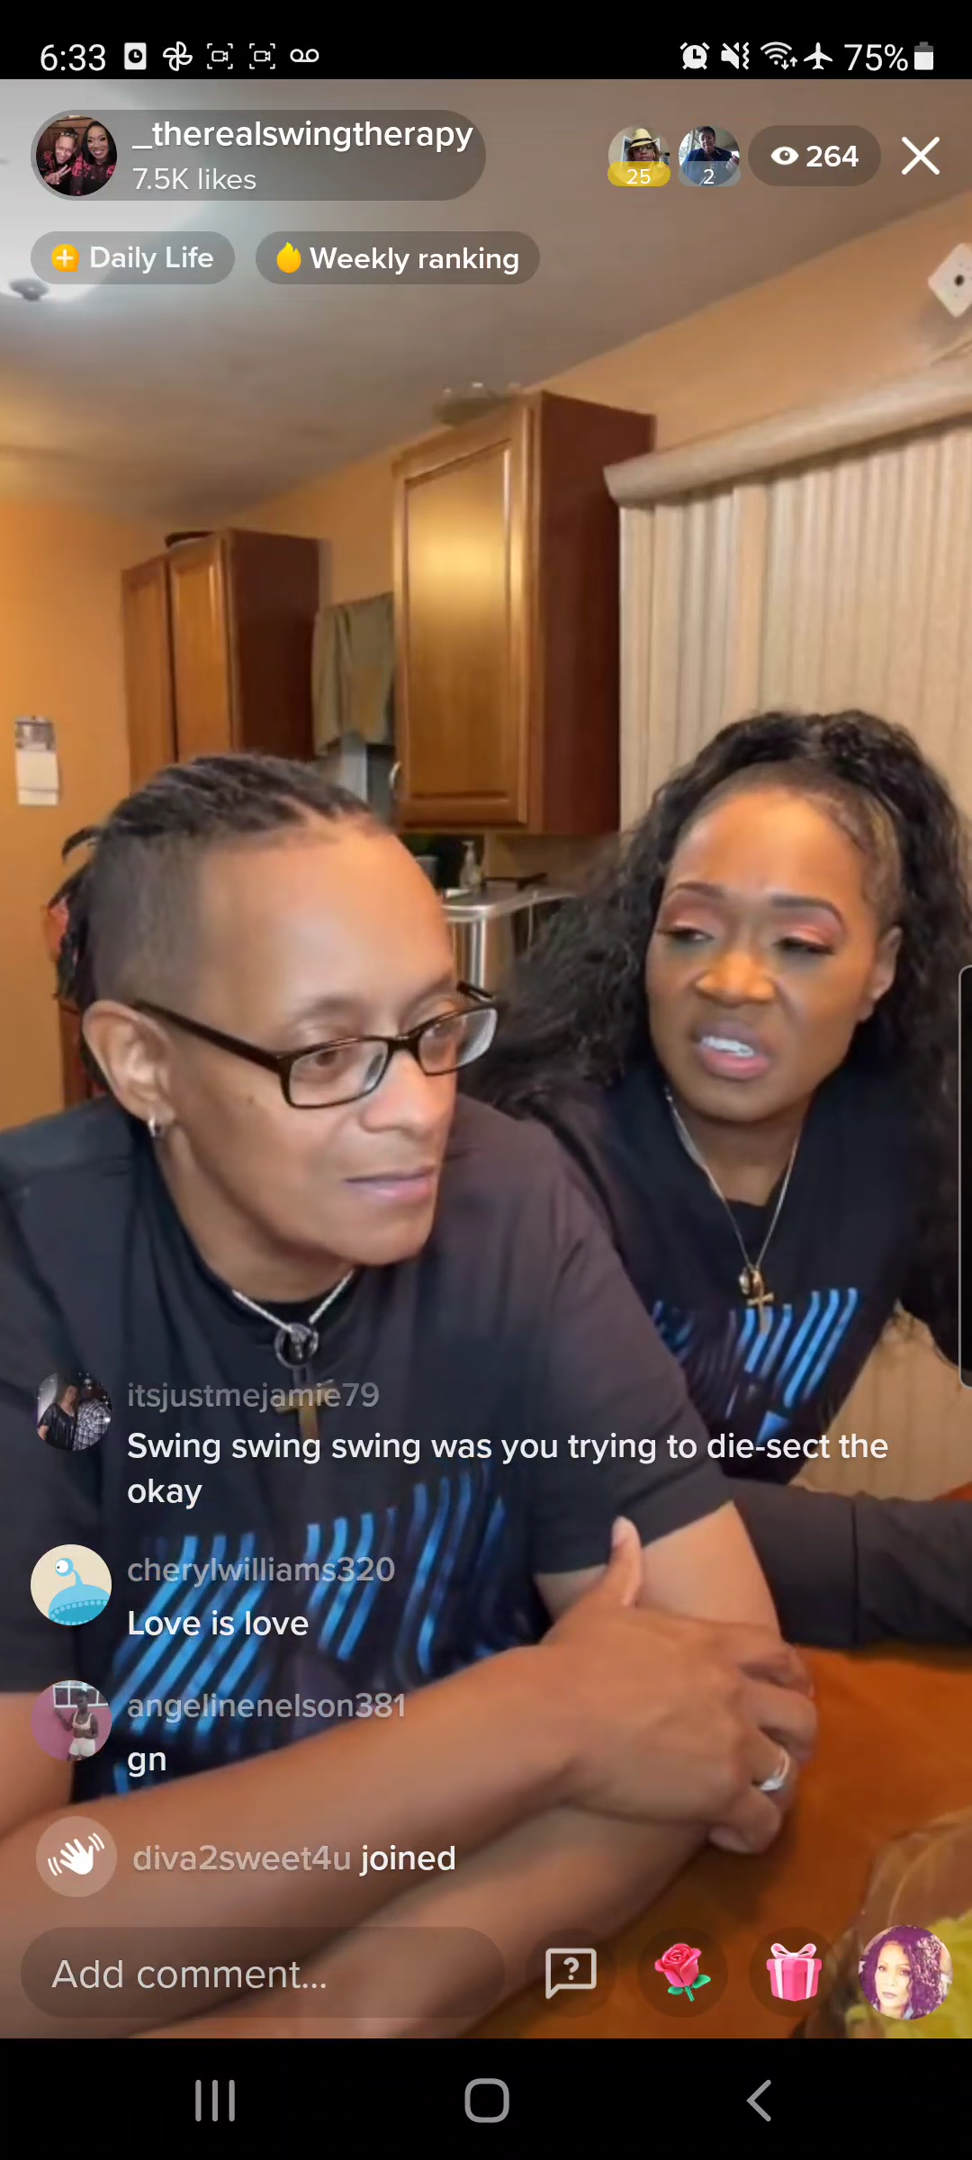 6:33
75%
_therealswingtherapy
7.5K likes
25
2
264
Daily Life
Weekly ranking
itsjustmejamie79
Swing swing swing was you trying to die-sect the
okay
cherylwilliams320
Love is love
angelinenelson381
gn
diva2sweet4u joined
Add comment...